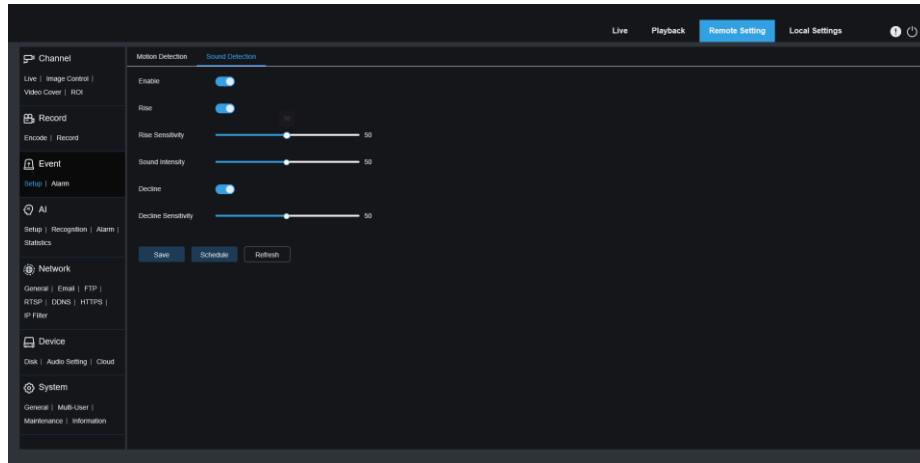 Live Playback Remote Setting Local Settings
Channel
Live | Image Control |
Video Cover | ROI
Record
Encode | Record
Event
Setup | Alarm
AI
Setup | Recognition | Alarm |
Statistics
Network
General | Email | FTP |
RTSP | DDNS | HTTPS |
IP Filter
Device
Disk | Audio Setting | Cloud
System
General | Multi-User |
Maintenance | Information
Motion Detection Sound Detection
Enable
Rise
Rise Sensitivity 50
Sound Intensity 50
Decline
Decline Sensitivity 50
Save Schedule Refresh